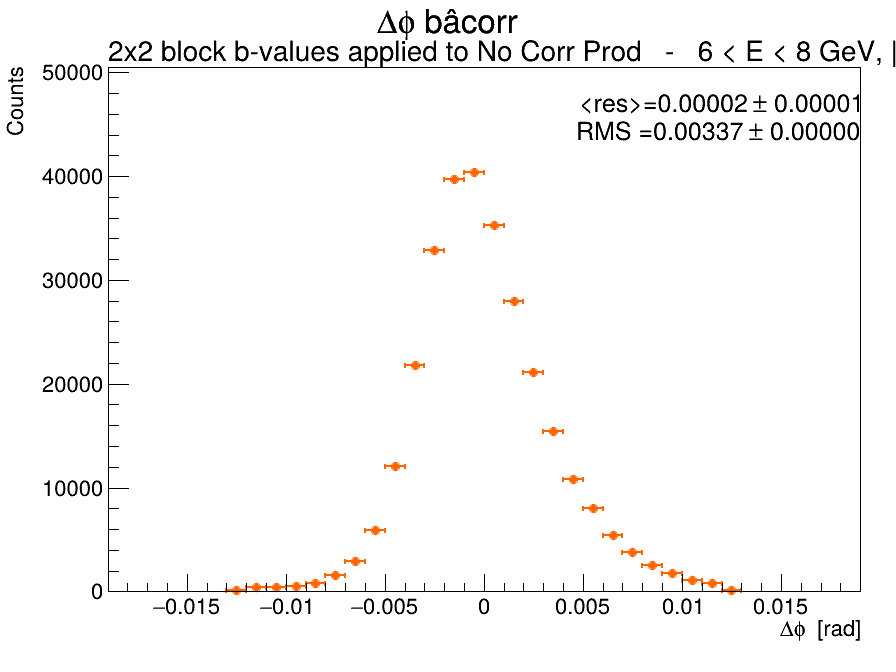 Δϕ bâcorr
2x2 block b-values applied to No Corr Prod - 6 < E < 8 GeV, |
Counts
<res>=0.00002 ± 0.00001
RMS =0.00337 ± 0.00000
50000
40000
30000
20000
10000
0
−0.015 −0.01 −0.005 0 0.005 0.01 0.015
Δϕ [rad]